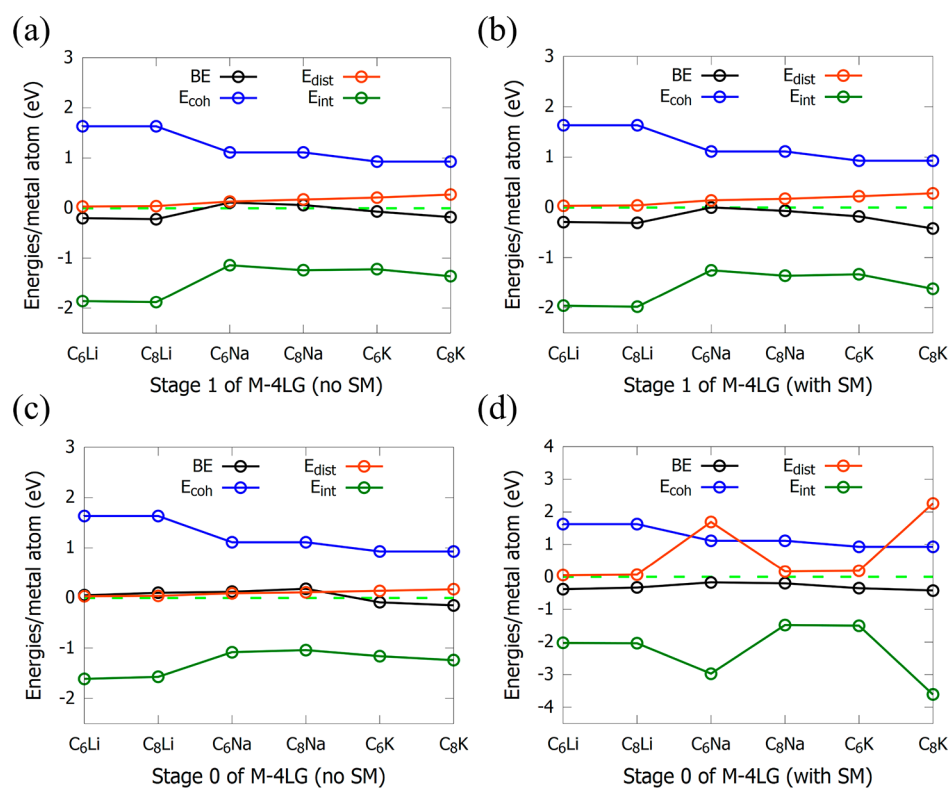 (a)
3
2
1
0
-1
-2
Energies/metal atom (eV)
BE
E_coh
E_dist
E_int
C₆Li
C₈Li
C₆Na
C₈Na
C₆K
C₈K
Stage 1 of M-4LG (no SM)
(b)
3
2
1
0
-1
-2
Energies/metal atom (eV)
BE
E_coh
E_dist
E_int
C₆Li
C₈Li
C₆Na
C₈Na
C₆K
C₈K
Stage 1 of M-4LG (with SM)
(c)
3
2
1
0
-1
-2
Energies/metal atom (eV)
BE
E_coh
E_dist
E_int
C₆Li
C₈Li
C₆Na
C₈Na
C₆K
C₈K
Stage 0 of M-4LG (no SM)
(d)
4
3
2
1
0
-1
-2
-3
-4
Energies/metal atom (eV)
BE
E_coh
E_dist
E_int
C₆Li
C₈Li
C₆Na
C₈Na
C₆K
C₈K
Stage 0 of M-4LG (with SM)